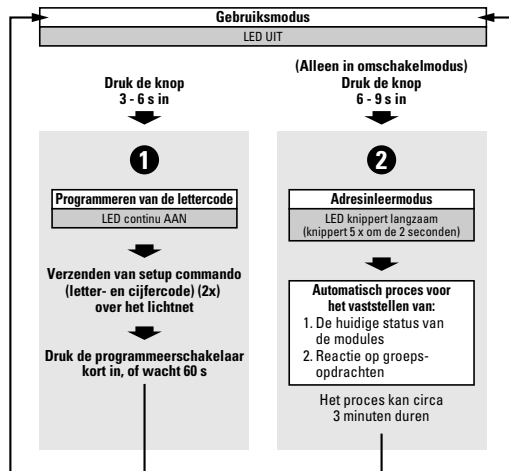 Gebruiksmodus
LED UIT
Druk de knop
3 - 6 s in
(Alleen in omschakelmodus)
Druk de knop
6 - 9 s in
1
Programmeren van de lettercode
LED continu AAN
Verzenden van setup commando
(letter- en cijfercode) (2x)
over het lichtnet
Druk de programmeerschakelaar
kort in, of wacht 60 s
2
Adresinleermodus
LED knippert langzaam
(knippert 5 x om de 2 seconden)
Automatisch proces voor
het vaststellen van:
1. De huidige status van
de modules
2. Reactie op groeps-
opdrachten
Het proces kan circa
3 minuten duren